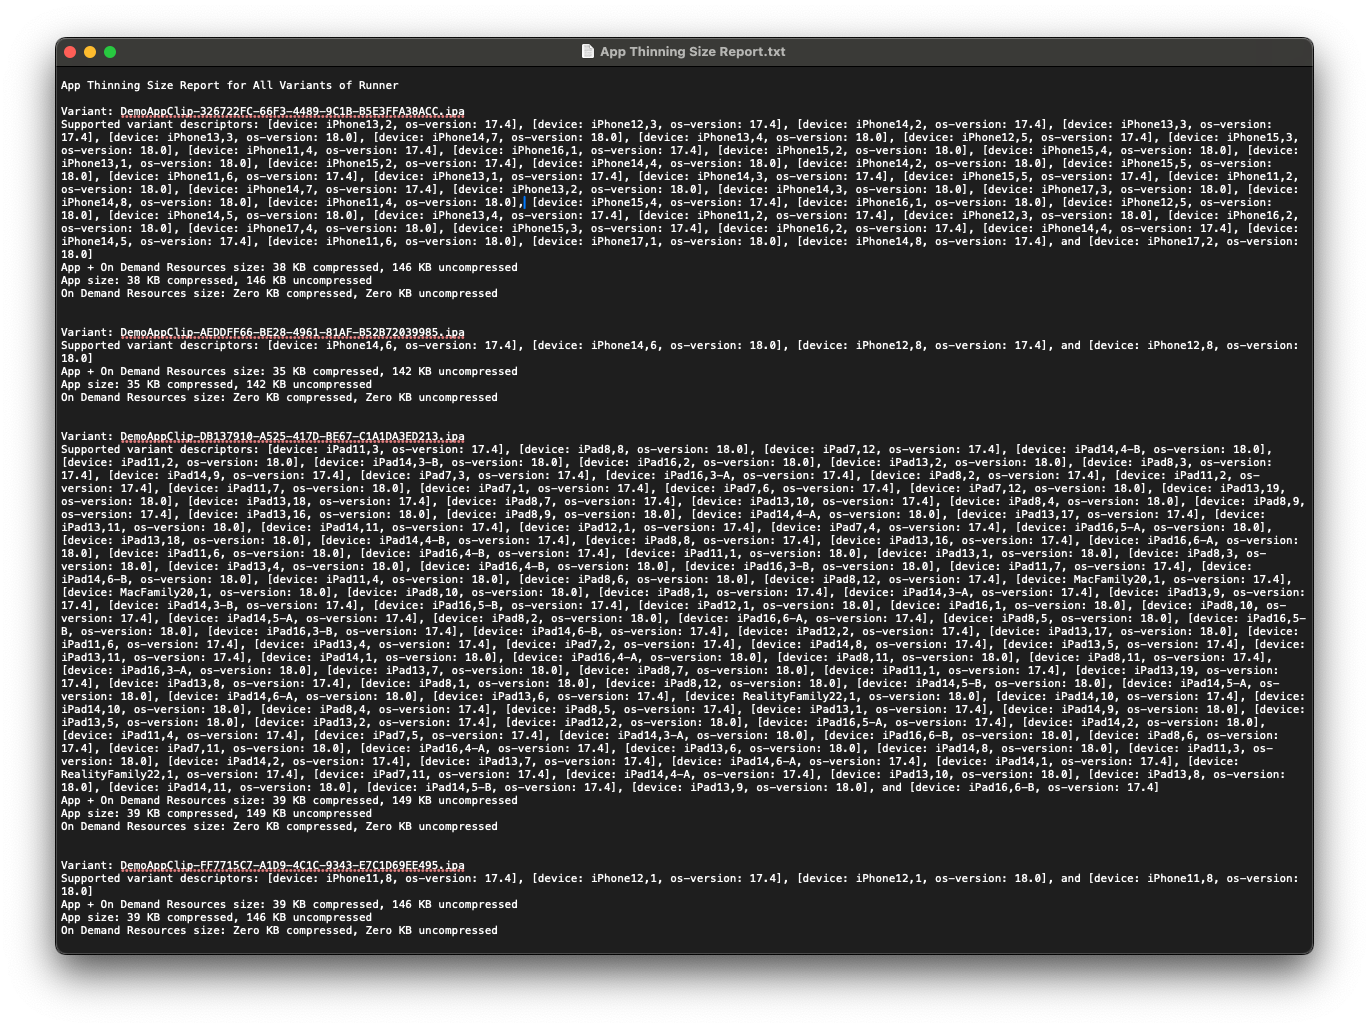 App Thinning Size Report.txt
App Thinning Size Report for All Variants of Runner
Variant: DemoAppClip-326722FC-66F3-4489-9C1B-B5E3FFA38ACC.ipa
Supported variant descriptors: [device: iPhone13,2, os-version: 17.4], [device: iPhone12,3, os-version: 17.4], [device: iPhone14,2, os-version: 17.4], [device: iPhone13,3, os-version:
17.4], [device: iPhone13,3, os-version: 18.0], [device: iPhone14,7, os-version: 18.0], [device: iPhone13,4, os-version: 18.0], [device: iPhone12,5, os-version: 17.4], [device: iPhone15,3,
os-version: 18.0], [device: iPhone11,4, os-version: 17.4], [device: iPhone16,1, os-version: 17.4], [device: iPhone15,2, os-version: 18.0], [device: iPhone15,4, os-version: 18.0], [device:
iPhone13,1, os-version: 18.0], [device: iPhone15,2, os-version: 17.4], [device: iPhone14,4, os-version: 18.0], [device: iPhone14,2, os-version: 18.0], [device: iPhone15,5, os-version:
18.0], [device: iPhone11,6, os-version: 17.4], [device: iPhone13,1, os-version: 17.4], [device: iPhone14,3, os-version: 17.4], [device: iPhone15,5, os-version: 17.4], [device: iPhone11,2,
os-version: 18.0], [device: iPhone14,7, os-version: 17.4], [device: iPhone13,2, os-version: 18.0], [device: iPhone14,3, os-version: 18.0], [device: iPhone17,3, os-version: 18.0], [device:
iPhone14,8, os-version: 18.0], [device: iPhone11,4, os-version: 18.0], [device: iPhone15,4, os-version: 17.4], [device: iPhone16,1, os-version: 18.0], [device: iPhone12,5, os-version:
18.0], [device: iPhone14,5, os-version: 18.0], [device: iPhone13,4, os-version: 17.4], [device: iPhone11,2, os-version: 17.4], [device: iPhone12,3, os-version: 18.0], [device: iPhone16,2,
os-version: 18.0], [device: iPhone17,4, os-version: 18.0], [device: iPhone15,3, os-version: 17.4], [device: iPhone16,2, os-version: 17.4], [device: iPhone14,4, os-version: 17.4], [device:
iPhone14,5, os-version: 17.4], [device: iPhone11,6, os-version: 18.0], [device: iPhone17,1, os-version: 18.0], [device: iPhone14,8, os-version: 17.4], and [device: iPhone17,2, os-version:
18.0]
App + On Demand Resources size: 38 KB compressed, 146 KB uncompressed
App size: 38 KB compressed, 146 KB uncompressed
On Demand Resources size: Zero KB compressed, Zero KB uncompressed
Variant: DemoAppClip-AEDDFF66-BE28-4961-81AF-B52B72039985.ipa
Supported variant descriptors: [device: iPhone14,6, os-version: 17.4], [device: iPhone14,6, os-version: 18.0], [device: iPhone12,8, os-version: 17.4], and [device: iPhone12,8, os-version:
18.0]
App + On Demand Resources size: 35 KB compressed, 142 KB uncompressed
App size: 35 KB compressed, 142 KB uncompressed
On Demand Resources size: Zero KB compressed, Zero KB uncompressed
Variant: DemoAppClip-DB137910-A525-417D-BE67-C1A1DA3ED213.ipa
Supported variant descriptors: [device: iPad11,3, os-version: 17.4], [device: iPad8,8, os-version: 18.0], [device: iPad7,12, os-version: 17.4], [device: iPad14,4-B, os-version: 18.0],
[device: iPad11,2, os-version: 18.0], [device: iPad14,3-B, os-version: 18.0], [device: iPad16,2, os-version: 18.0], [device: iPad13,2, os-version: 18.0], [device: iPad8,3, os-version:
17.4], [device: iPad14,9, os-version: 17.4], [device: iPad7,3, os-version: 17.4], [device: iPad16,3-A, os-version: 17.4], [device: iPad8,2, os-version: 17.4], [device: iPad11,2, os-
version: 17.4], [device: iPad11,7, os-version: 18.0], [device: iPad7,1, os-version: 17.4], [device: iPad7,6, os-version: 17.4], [device: iPad7,12, os-version: 18.0], [device: iPad13,19,
os-version: 18.0], [device: iPad13,18, os-version: 17.4], [device: iPad8,7, os-version: 17.4], [device: iPad13,10, os-version: 17.4], [device: iPad8,4, os-version: 18.0], [device: iPad8,9,
os-version: 17.4], [device: iPad13,16, os-version: 18.0], [device: iPad8,9, os-version: 18.0], [device: iPad14,4-A, os-version: 18.0], [device: iPad13,17, os-version: 17.4], [device:
iPad13,11, os-version: 18.0], [device: iPad14,11, os-version: 17.4], [device: iPad12,1, os-version: 17.4], [device: iPad7,4, os-version: 17.4], [device: iPad16,5-A, os-version: 18.0],
[device: iPad13,18, os-version: 18.0], [device: iPad14,4-B, os-version: 17.4], [device: iPad8,8, os-version: 17.4], [device: iPad13,16, os-version: 17.4], [device: iPad16,6-A, os-version:
18.0], [device: iPad11,6, os-version: 18.0], [device: iPad16,4-B, os-version: 17.4], [device: iPad11,1, os-version: 18.0], [device: iPad13,1, os-version: 18.0], [device: iPad8,3, os-
version: 18.0], [device: iPad13,4, os-version: 18.0], [device: iPad16,4-B, os-version: 18.0], [device: iPad16,3-B, os-version: 18.0], [device: iPad11,7, os-version: 17.4], [device:
iPad14,6-B, os-version: 18.0], [device: iPad11,4, os-version: 18.0], [device: iPad8,6, os-version: 18.0], [device: iPad8,12, os-version: 17.4], [device: MacFamily20,1, os-version: 17.4],
[device: MacFamily20,1, os-version: 18.0], [device: iPad8,10, os-version: 18.0], [device: iPad8,1, os-version: 17.4], [device: iPad14,3-A, os-version: 17.4], [device: iPad13,9, os-version:
17.4], [device: iPad14,3-B, os-version: 17.4], [device: iPad16,5-B, os-version: 17.4], [device: iPad12,1, os-version: 18.0], [device: iPad16,1, os-version: 18.0], [device: iPad8,10, os-
version: 17.4], [device: iPad14,5-A, os-version: 17.4], [device: iPad8,2, os-version: 18.0], [device: iPad16,6-A, os-version: 17.4], [device: iPad8,5, os-version: 18.0], [device: iPad16,5-
B, os-version: 18.0], [device: iPad16,3-B, os-version: 17.4], [device: iPad14,6-B, os-version: 17.4], [device: iPad12,2, os-version: 17.4], [device: iPad13,17, os-version: 18.0], [device:
iPad11,6, os-version: 17.4], [device: iPad13,4, os-version: 17.4], [device: iPad7,2, os-version: 17.4], [device: iPad14,8, os-version: 17.4], [device: iPad13,5, os-version: 17.4], [device:
iPad13,11, os-version: 17.4], [device: iPad14,1, os-version: 18.0], [device: iPad16,4-A, os-version: 18.0], [device: iPad8,11, os-version: 18.0], [device: iPad8,11, os-version: 17.4],
[device: iPad16,3-A, os-version: 18.0], [device: iPad13,7, os-version: 18.0], [device: iPad8,7, os-version: 18.0], [device: iPad11,1, os-version: 17.4], [device: iPad13,19, os-version:
17.4], [device: iPad13,8, os-version: 17.4], [device: iPad8,1, os-version: 18.0], [device: iPad8,12, os-version: 18.0], [device: iPad14,5-B, os-version: 18.0], [device: iPad14,5-A, os-
version: 18.0], [device: iPad14,6-A, os-version: 18.0], [device: iPad13,6, os-version: 17.4], [device: RealityFamily22,1, os-version: 18.0], [device: iPad14,10, os-version: 17.4], [device:
iPad14,10, os-version: 18.0], [device: iPad8,4, os-version: 17.4], [device: iPad8,5, os-version: 17.4], [device: iPad13,1, os-version: 17.4], [device: iPad14,9, os-version: 18.0], [device:
iPad13,5, os-version: 18.0], [device: iPad13,2, os-version: 17.4], [device: iPad12,2, os-version: 18.0], [device: iPad16,5-A, os-version: 17.4], [device: iPad14,2, os-version: 18.0],
[device: iPad11,4, os-version: 17.4], [device: iPad7,5, os-version: 17.4], [device: iPad14,3-A, os-version: 18.0], [device: iPad16,6-B, os-version: 18.0], [device: iPad8,6, os-version:
17.4], [device: iPad7,11, os-version: 18.0], [device: iPad16,4-A, os-version: 17.4], [device: iPad13,6, os-version: 18.0], [device: iPad14,8, os-version: 18.0], [device: iPad11,3, os-
version: 18.0], [device: iPad14,2, os-version: 17.4], [device: iPad13,7, os-version: 17.4], [device: iPad14,6-A, os-version: 17.4], [device: iPad14,1, os-version: 17.4], [device:
RealityFamily22,1, os-version: 17.4], [device: iPad7,11, os-version: 17.4], [device: iPad14,4-A, os-version: 17.4], [device: iPad13,10, os-version: 18.0], [device: iPad13,8, os-version:
18.0], [device: iPad14,11, os-version: 18.0], [device: iPad14,5-B, os-version: 17.4], [device: iPad13,9, os-version: 18.0], and [device: iPad16,6-B, os-version: 17.4]
App + On Demand Resources size: 39 KB compressed, 149 KB uncompressed
App size: 39 KB compressed, 149 KB uncompressed
On Demand Resources size: Zero KB compressed, Zero KB uncompressed
Variant: DemoAppClip-FF7715C7-A1D9-4C1C-9343-E7C1D69EE495.ipa
Supported variant descriptors: [device: iPhone11,8, os-version: 17.4], [device: iPhone12,1, os-version: 17.4], [device: iPhone12,1, os-version: 18.0], and [device: iPhone11,8, os-version:
18.0]
App + On Demand Resources size: 39 KB compressed, 146 KB uncompressed
App size: 39 KB compressed, 146 KB uncompressed
On Demand Resources size: Zero KB compressed, Zero KB uncompressed